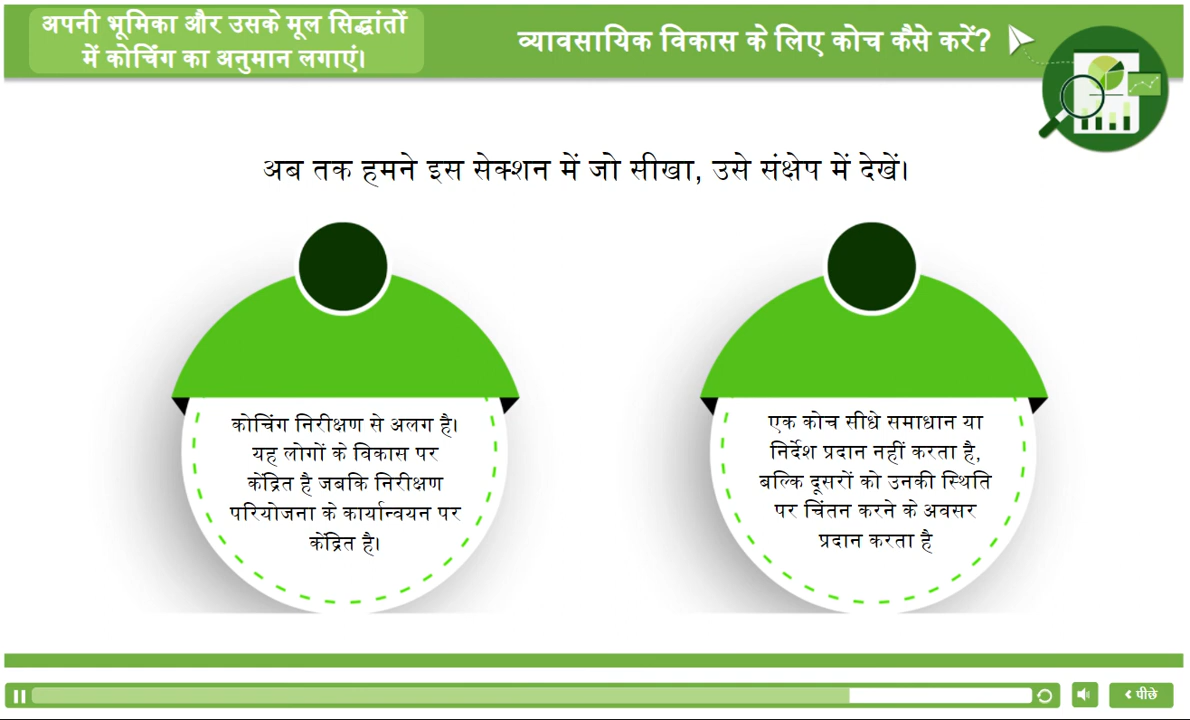 अपनी भूमिका और उसके मूल सिद्धांतों
में कोचिंग का अनुमान लगाएं।
व्यावसायिक विकास के लिए कोच कैसे करें?
अब तक हमने इस सेक्शन में जो सीखा, उसे संक्षेप में देखें।
कोचिंग निरीक्षण से अलग है।
यह लोगों के विकास पर
केंद्रित है जबकि निरीक्षण
परियोजना के कार्यान्वयन पर
केंद्रित है।
एक कोच सीधे समाधान या
निर्देश प्रदान नहीं करता है,
बल्कि दूसरों को उनकी स्थिति
पर चिंतन करने के अवसर
प्रदान करता है
‹ पीछे